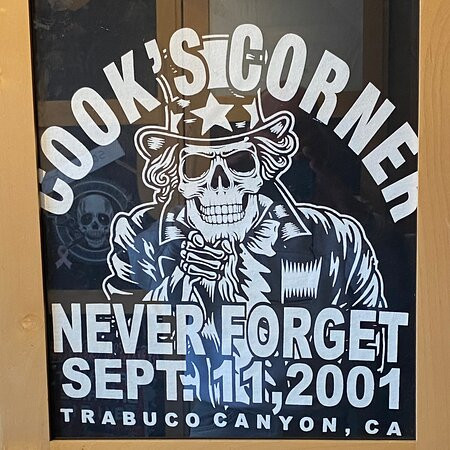 COOK'S CORNER
NEVER FORGET
SEPT. 11, 2001
TRABUCO CANYON, CA